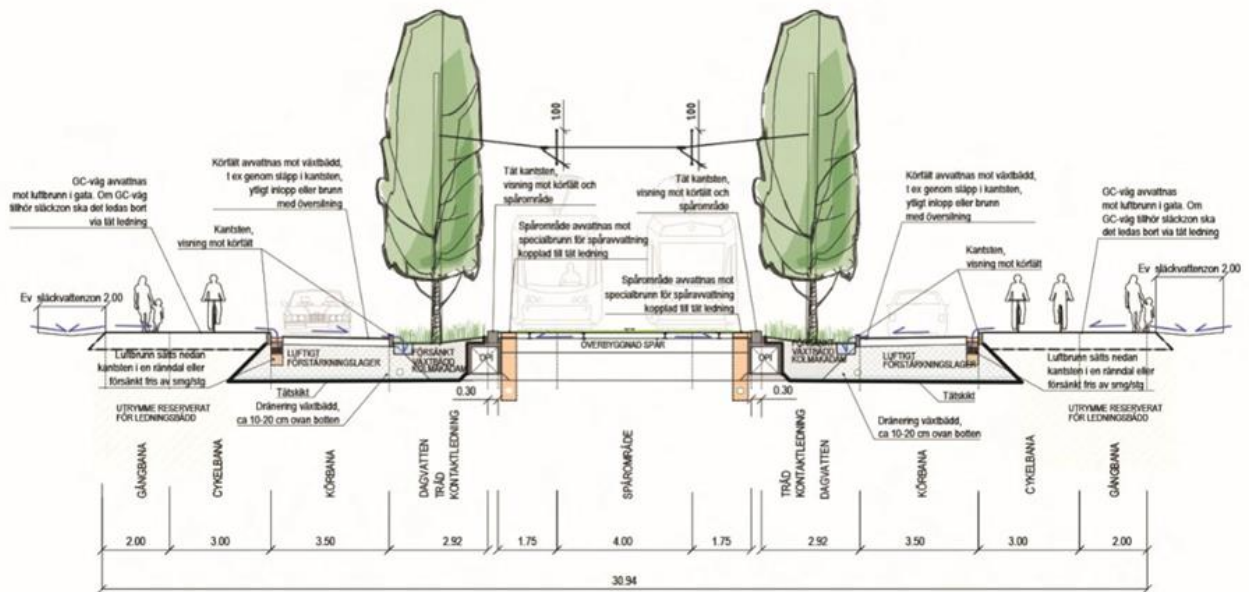 1.00
1.00
GC-väg avvattnas
mot luftbrunn i gata. Om GC-väg
tillhör släckzon ska det ledas bort
via tät ledning
Körfält avvattnas mot växtbädd,
t ex genom släpp i kantsten,
ytligt inlopp eller brunn
med översilning
Kantsten,
visning mot körfält
Tät kantsten,
visning mot körfält och
spårområde
Spårområde avvattnas mot
specialbrunn för spåravvattning
kopplad till tät ledning
Tät kantsten,
visning mot körfält och
spårområde
Spårområde avvattnas mot
specialbrunn för spåravvattning
kopplad till tät ledning
Körfält avvattnas mot växtbädd,
t ex genom släpp i kantsten,
ytligt inlopp eller brunn
med översilning
Kantsten,
visning mot körfält
GC-väg avvattnas
mot luftbrunn i gata. Om
GC-väg tillhör släckzon ska
det ledas bort via tät ledning
Ev släckvattenzon 2.00
Ev släckvattenzon 2.00
Luftbrunn sätts nedan
kantsten i en ränndal eller
försänkt fris av smg/stg
UTRYMME RESERVERAT
FÖR LEDNINGSBÄDD
LUFTIGT
FÖRSTÄRKNINGSLAGER
FÖRSÄNKT
VÄXTBÄDD
KOLMAKADAM
OPI
ÖVERBYGGNAD SPÅR
OPI
FÖRSÄNKT
VÄXTBÄDD
KOLMAKADAM
LUFTIGT
FÖRSTÄRKNINGSLAGER
Luftbrunn sätts nedan
kantsten i en ränndal eller
försänkt fris av smg/stg
UTRYMME RESERVERAT
FÖR LEDNINGSBÄDD
Tätskikt
Dränering växtbädd,
ca 10-20 cm ovan botten
0.30
0.30
Tätskikt
Dränering växtbädd,
ca 10-20 cm ovan botten
GÅNGBANA
CYKELBANA
KÖRBANA
DAGVATTEN
TRÄD
KONTAKTLEDNING
SPÅROMRÅDE
TRÄD
KONTAKTLEDNING
DAGVATTEN
KÖRBANA
CYKELBANA
GÅNGBANA
2.00 3.00 3.50 2.92 1.75 4.00 1.75 2.92 3.50 3.00 2.00
30.94